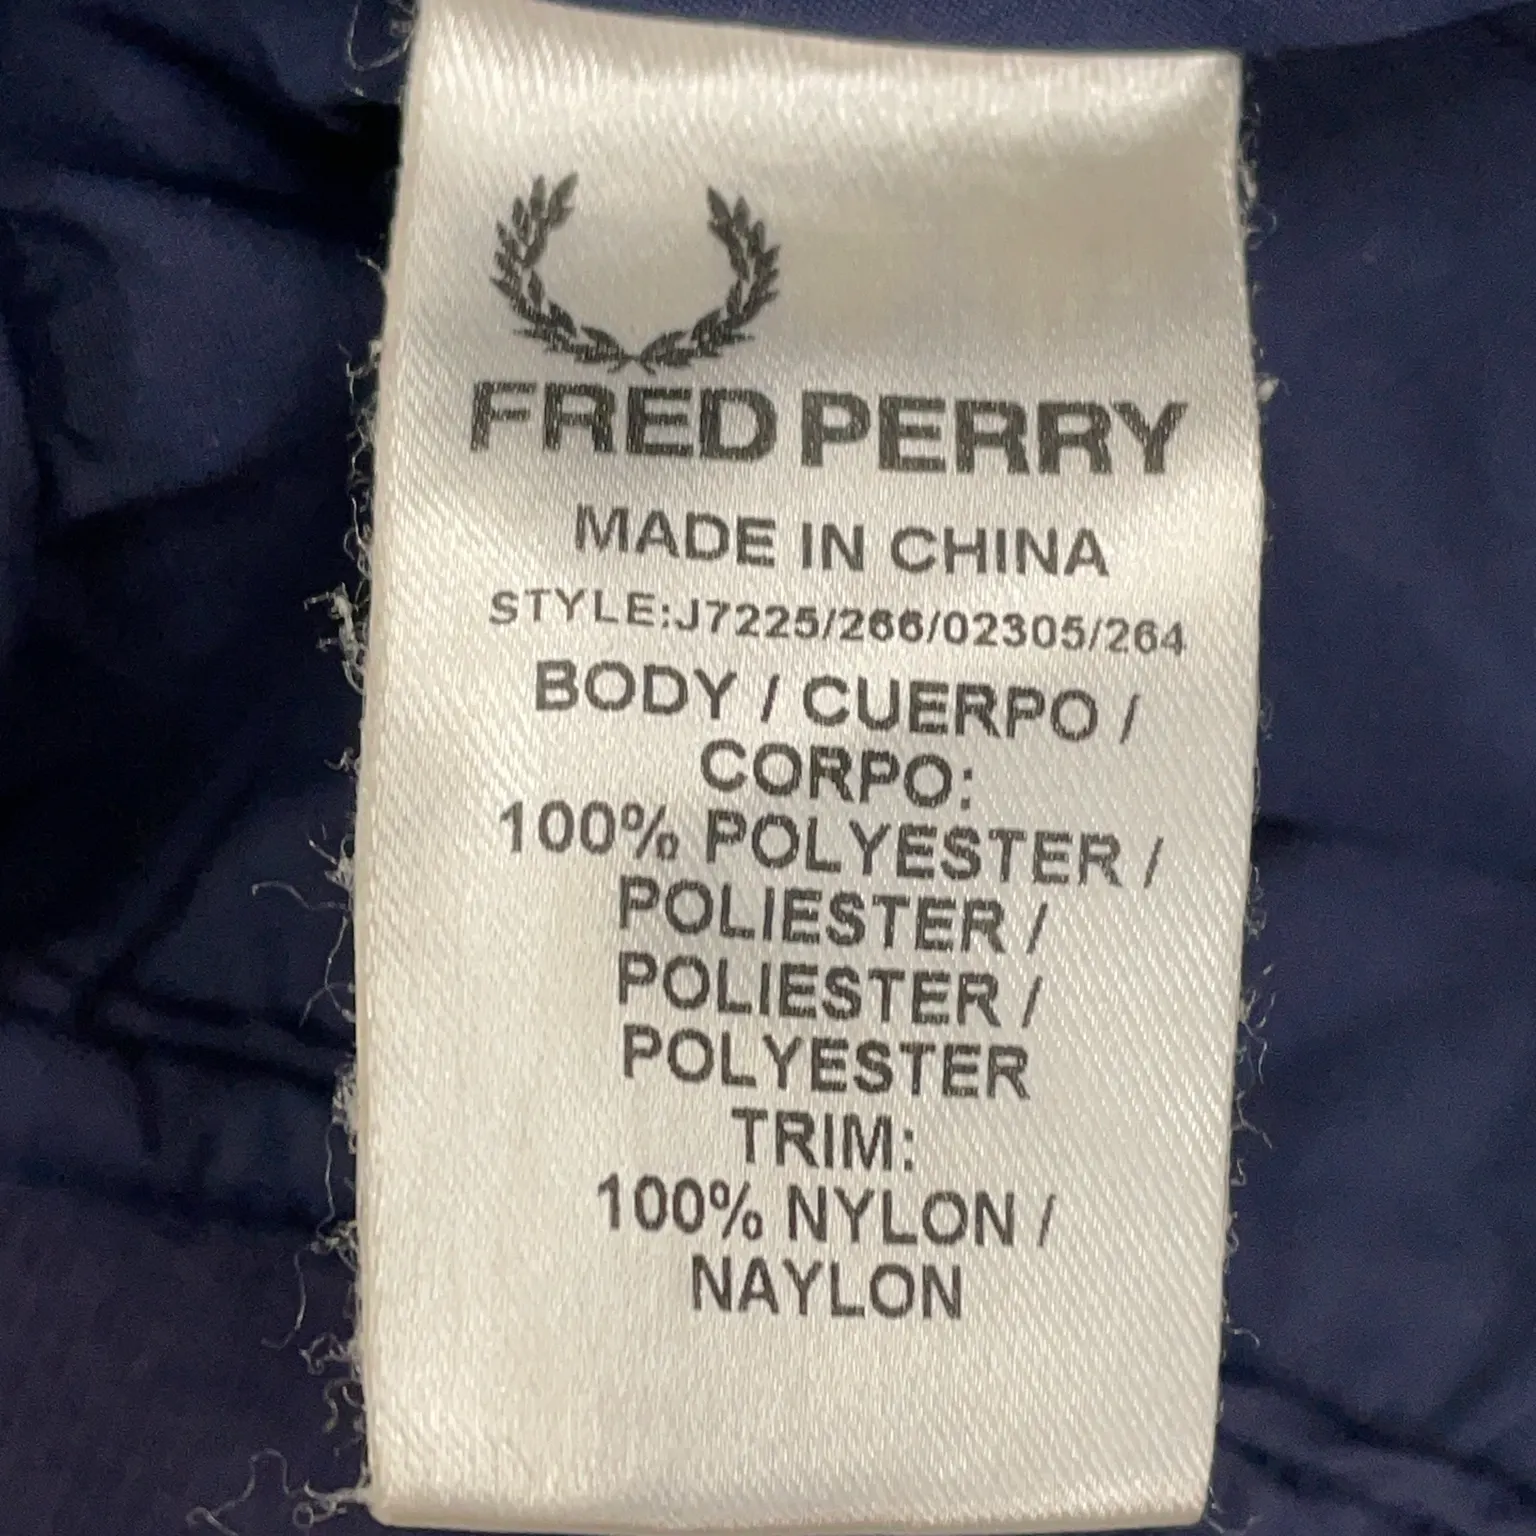 FRED PERRY
MADE IN CHINA
STYLE:J7225/266/02305/264
BODY / CUERPO /
CORPO:
100% POLYESTER /
POLIESTER /
POLIESTER /
POLYESTER
TRIM:
100% NYLON /
NAYLON